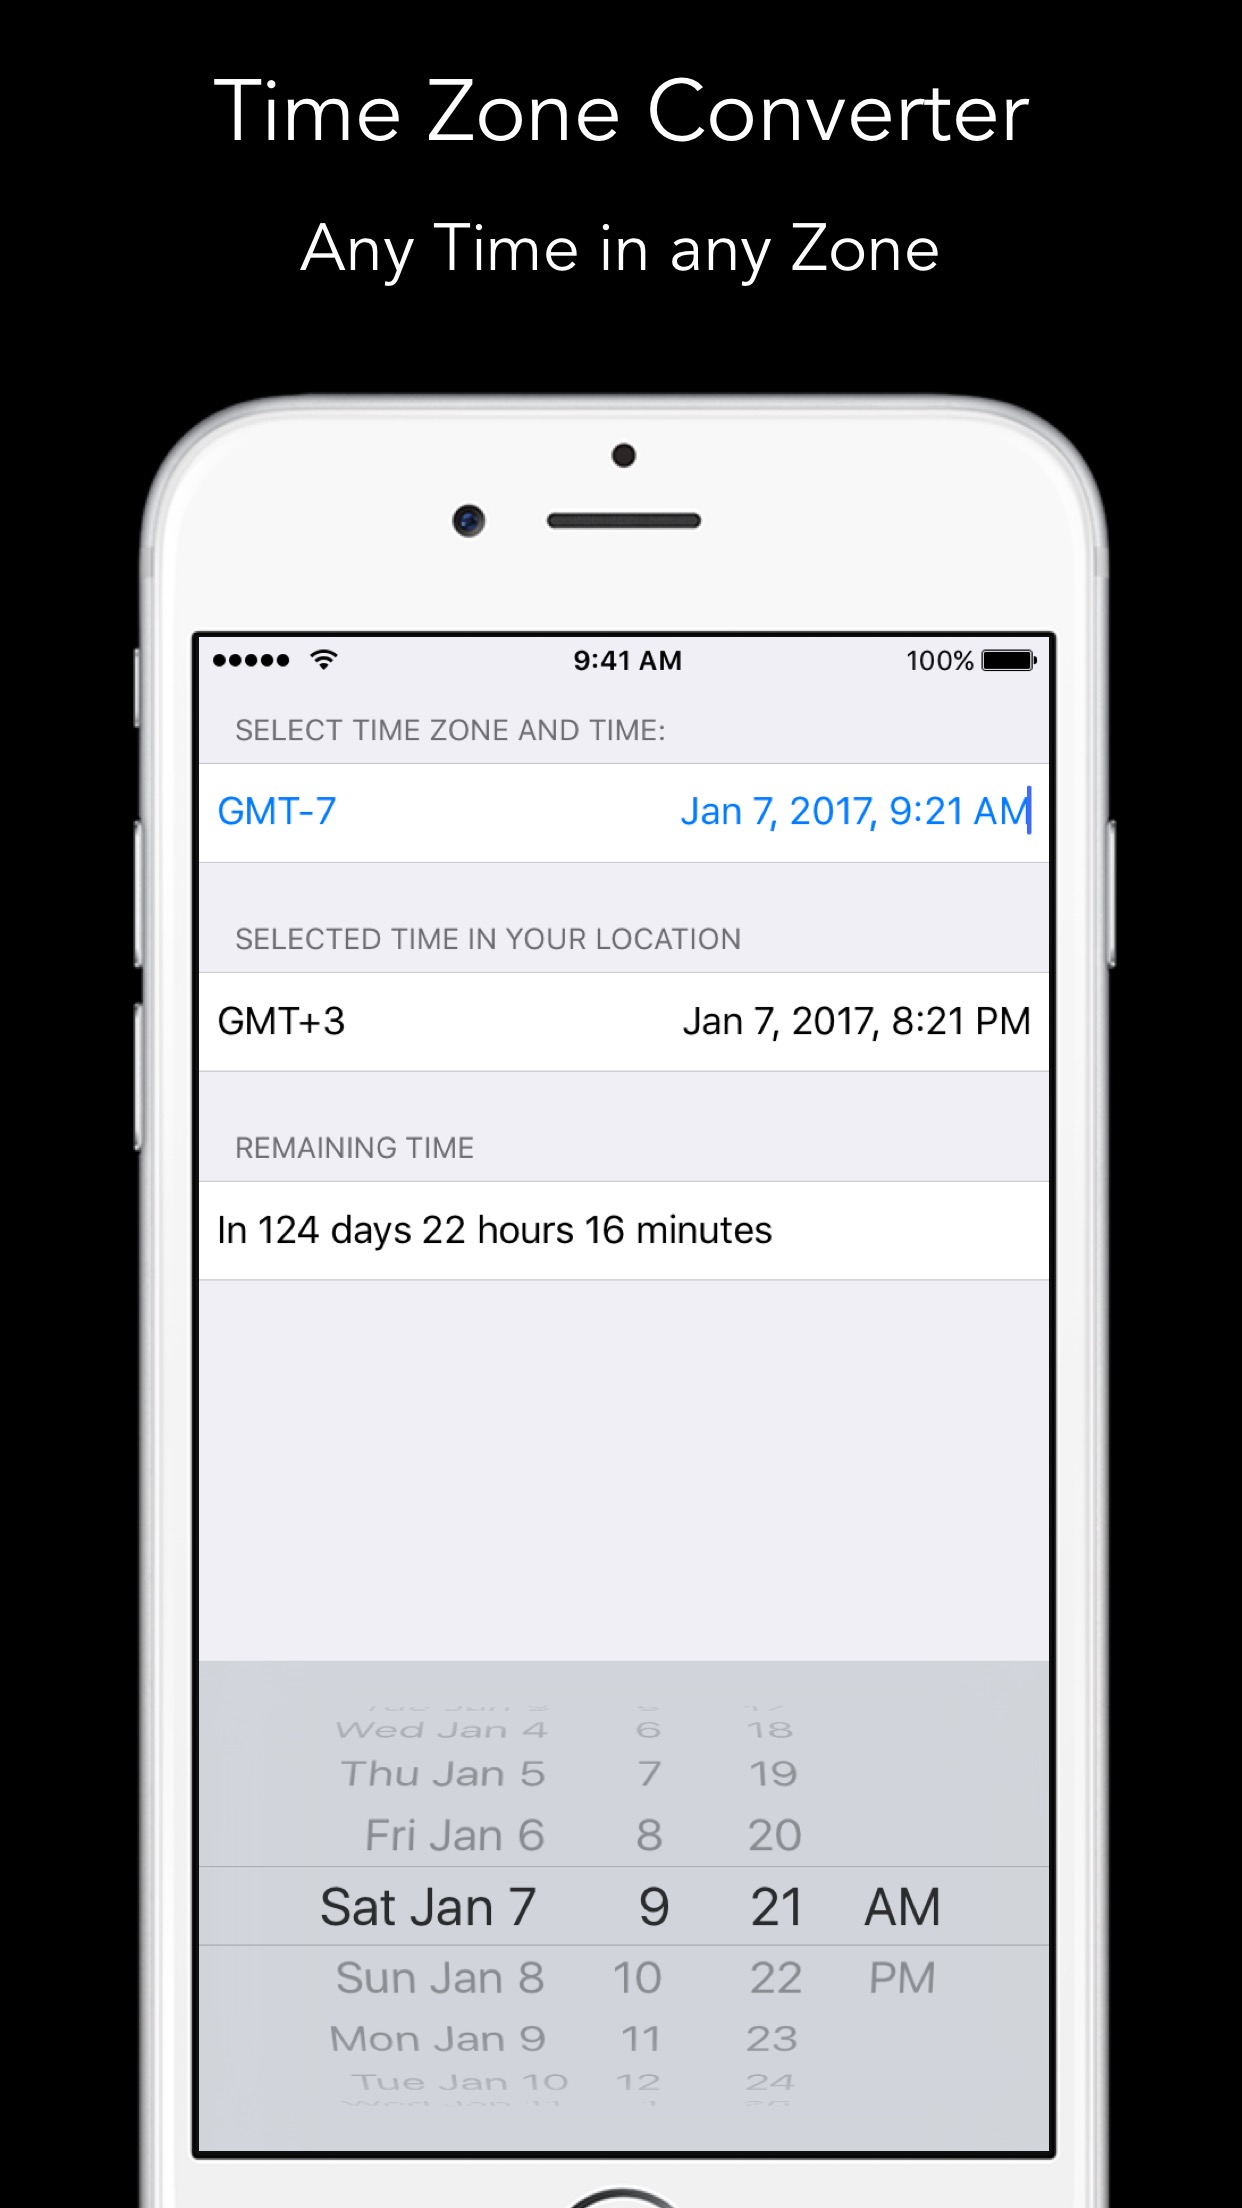 Time Zone Converter
Any Time in any Zone
9:41 AM 100%
SELECT TIME ZONE AND TIME:
GMT-7 Jan 7, 2017, 9:21 AM
SELECTED TIME IN YOUR LOCATION
GMT+3 Jan 7, 2017, 8:21 PM
REMAINING TIME
In 124 days 22 hours 16 minutes
Wed Jan 4 6 18
Thu Jan 5 7 19
Fri Jan 6 8 20
Sat Jan 7 9 21 AM
Sun Jan 8 10 22 PM
Mon Jan 9 11 23
Tue Jan 10 12 24